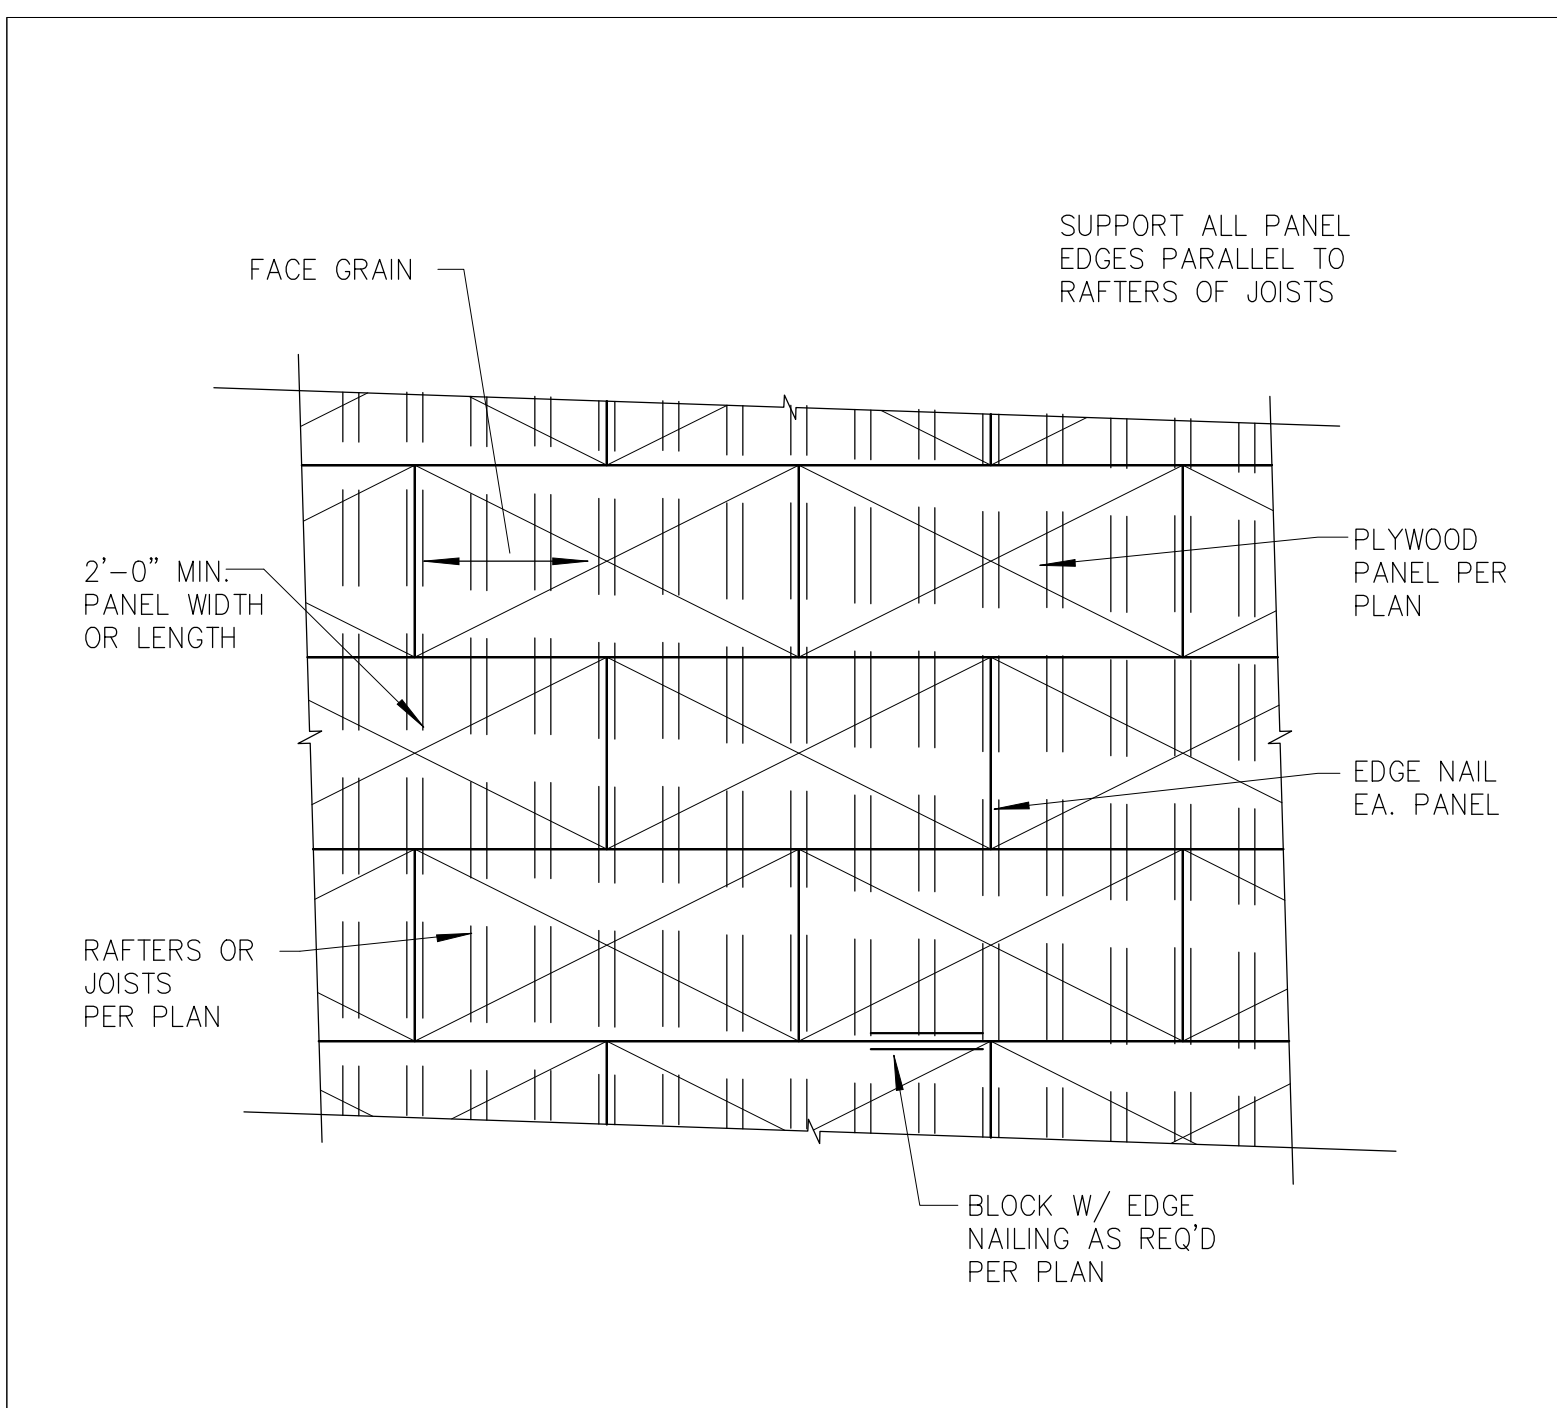 SUPPORT ALL PANEL
EDGES PARALLEL TO
RAFTERS OF JOISTS
FACE GRAIN
PLYWOOD
PANEL PER
PLAN
2'-0" MIN.
PANEL WIDTH
OR LENGTH
EDGE NAIL
EA. PANEL
RAFTERS OR
JOISTS
PER PLAN
BLOCK W/ EDGE
NAILING AS REQ'D
PER PLAN